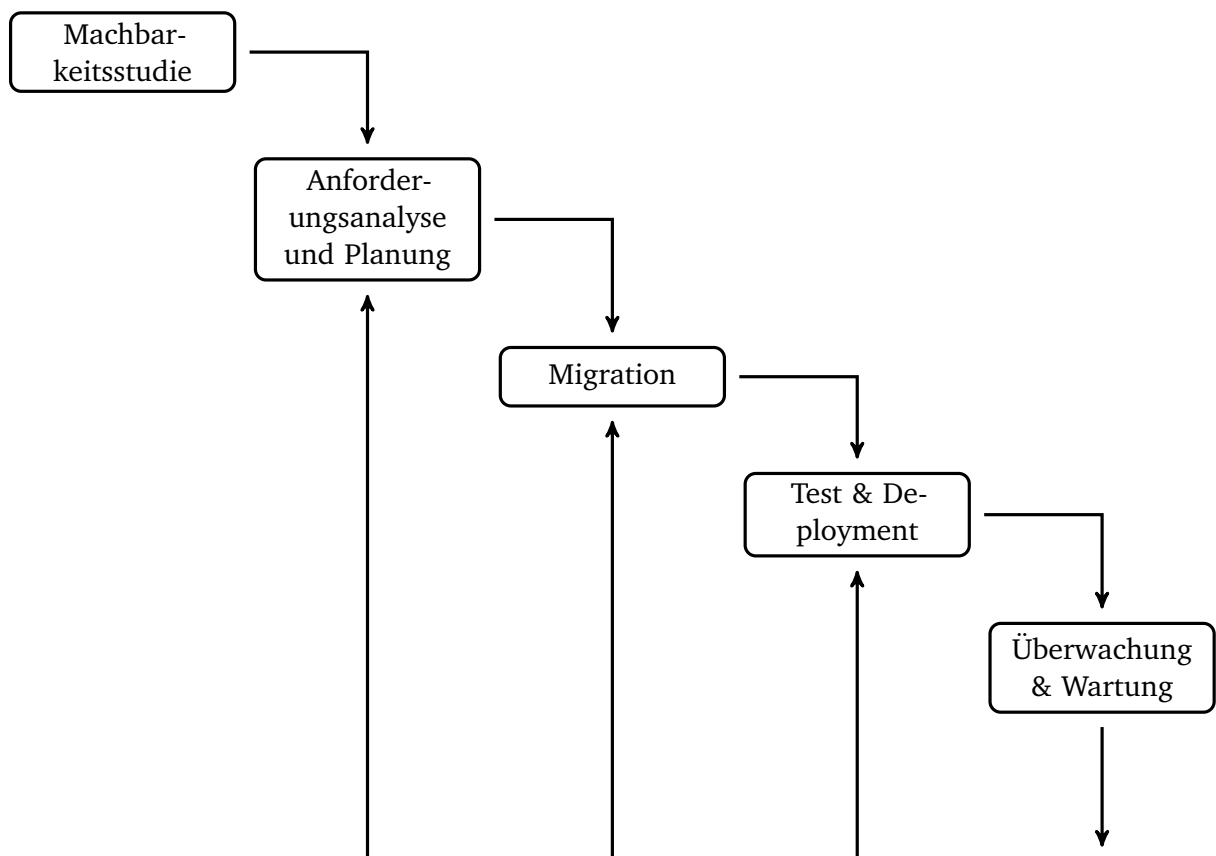 Machbar-
keitsstudie
Anforder-
ungsanalyse
und Planung
Migration
Test & De-
ployment
Überwachung
& Wartung